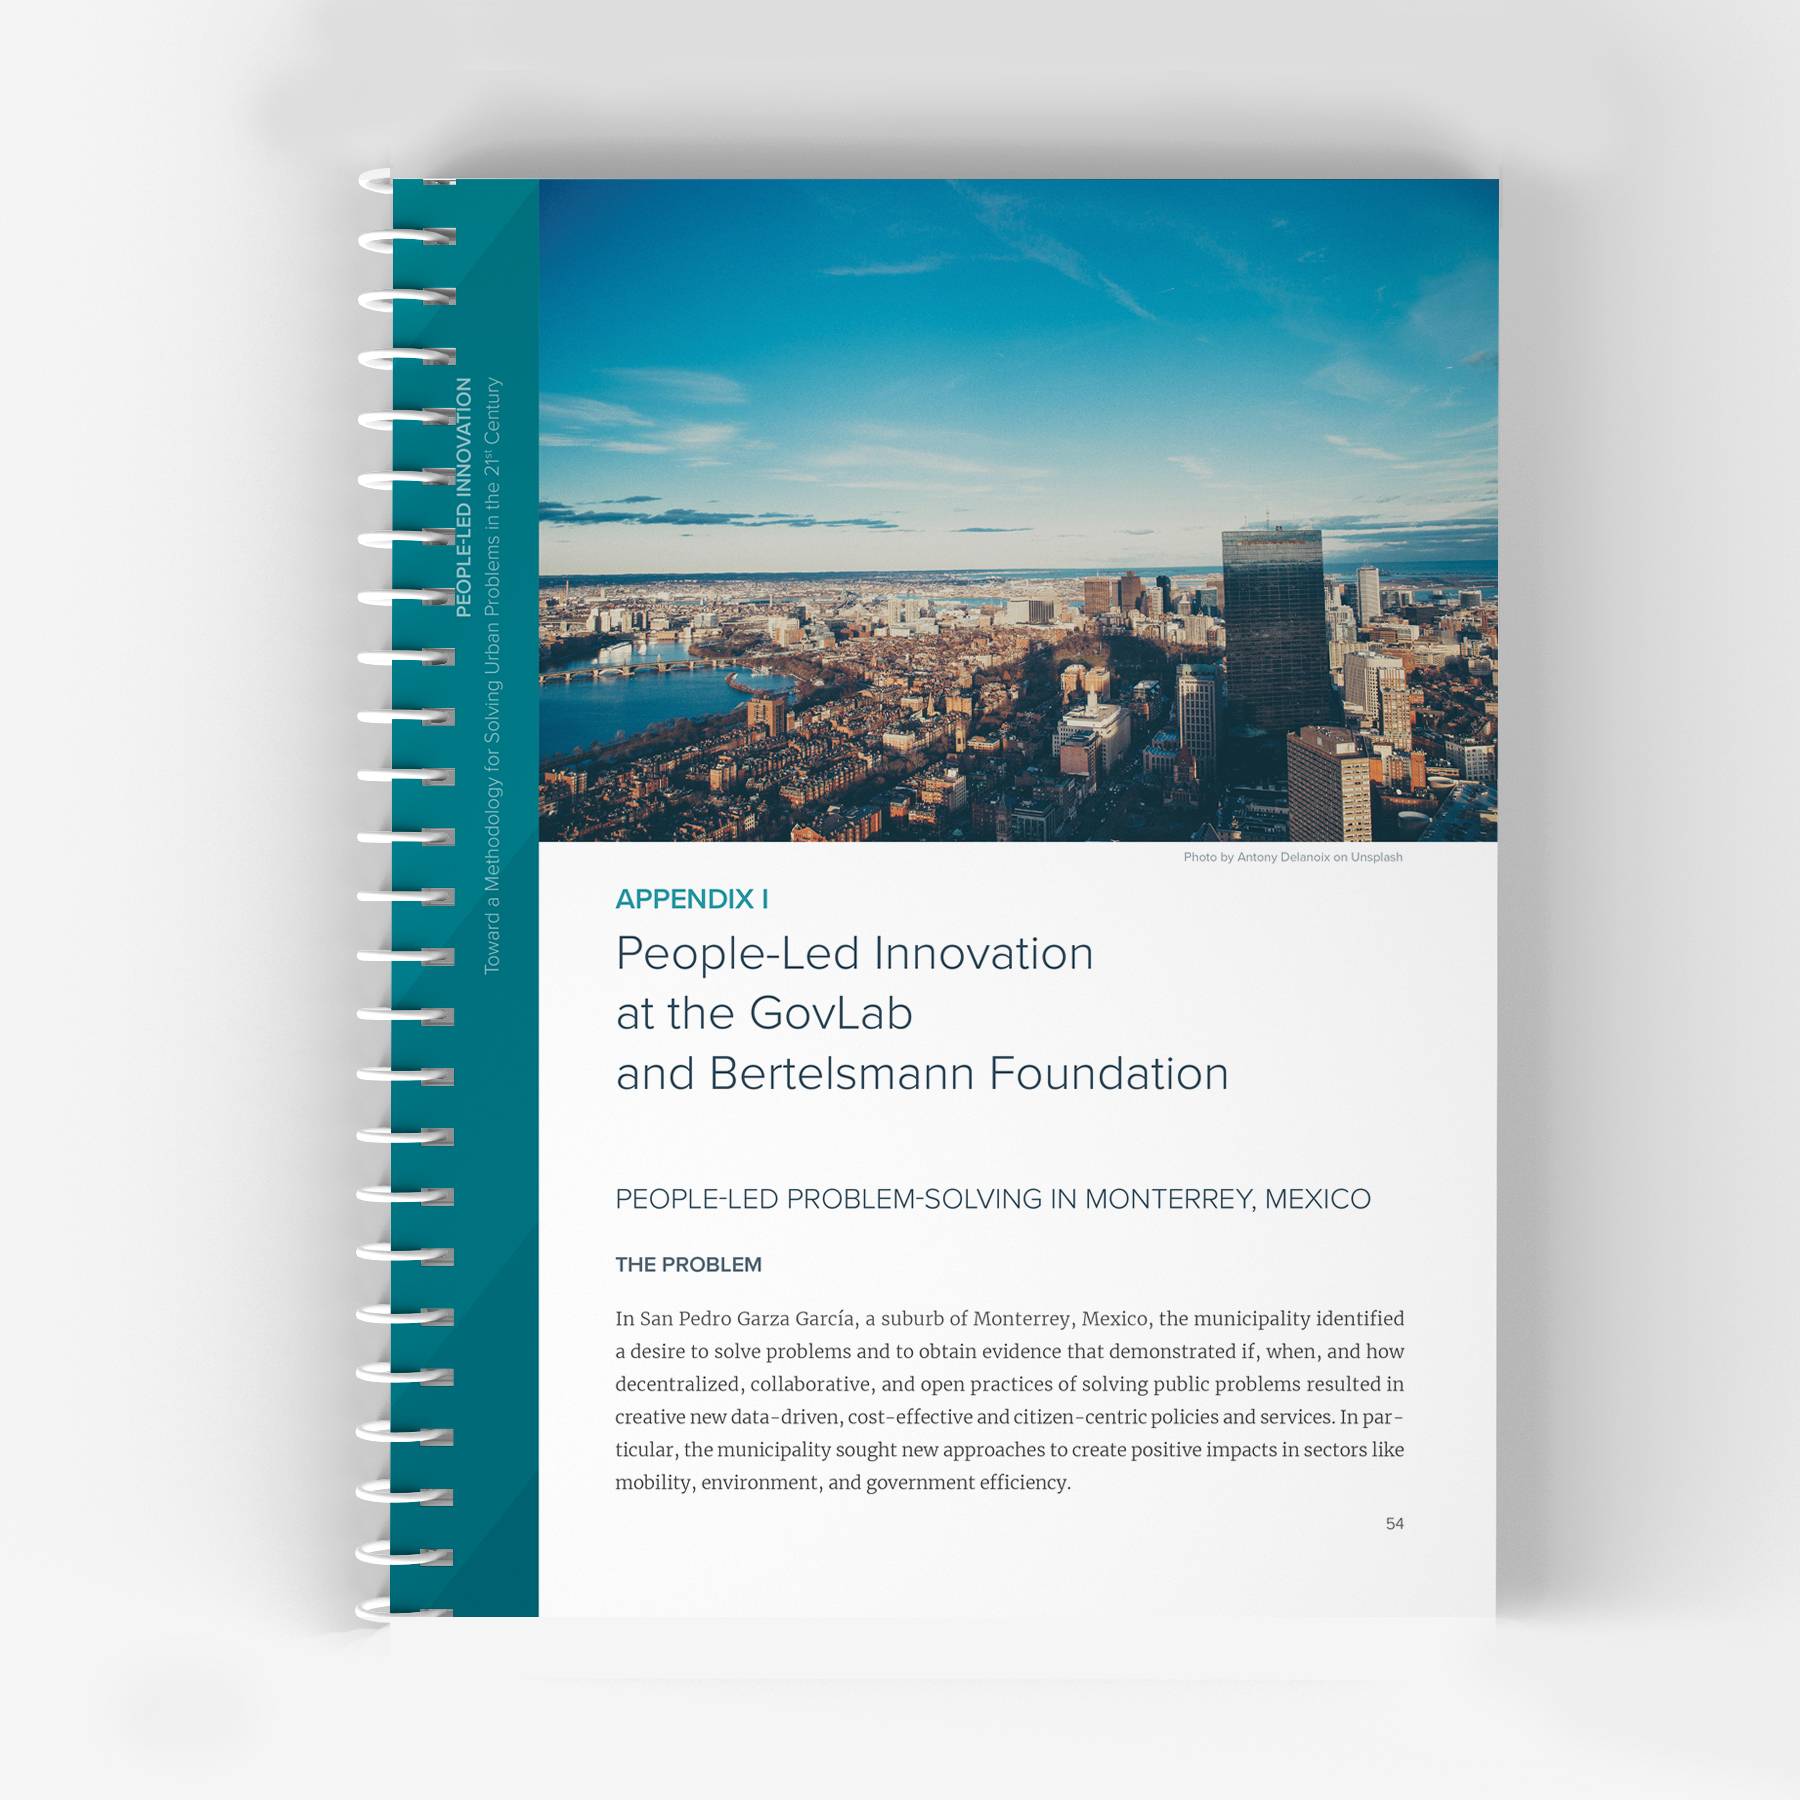 PEOPLE-LED INNOVATION
Toward a Methodology for Solving Urban Problems in the 21st Century
Photo by Antony Delanoix on Unsplash
APPENDIX I
People-Led Innovation
at the GovLab
and Bertelsmann Foundation
PEOPLE-LED PROBLEM-SOLVING IN MONTERREY, MEXICO
THE PROBLEM
In San Pedro Garza García, a suburb of Monterrey, Mexico, the municipality identified
a desire to solve problems and to obtain evidence that demonstrated if, when, and how
decentralized, collaborative, and open practices of solving public problems resulted in
creative new data-driven, cost-effective and citizen-centric policies and services. In par-
ticular, the municipality sought new approaches to create positive impacts in sectors like
mobility, environment, and government efficiency.
54